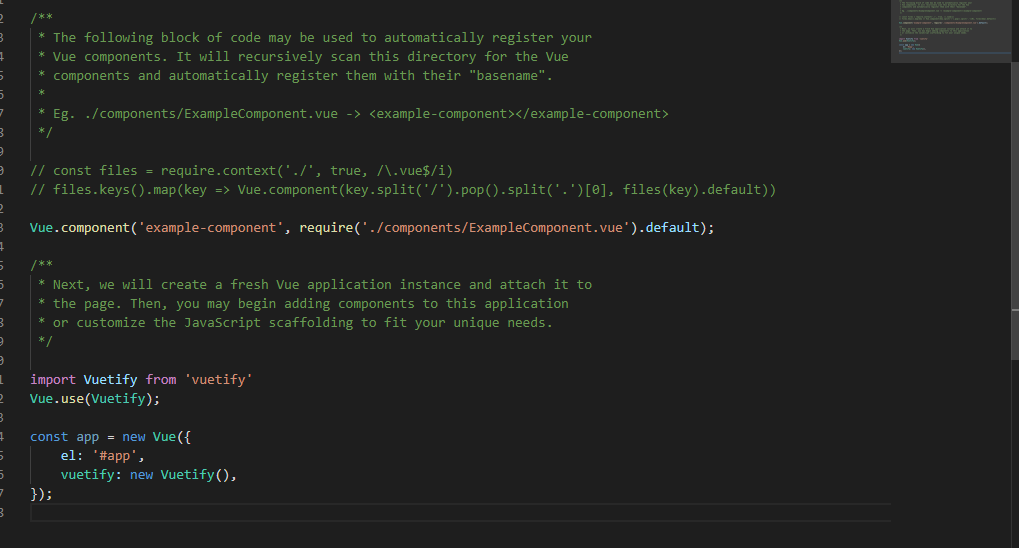 /**
* The following block of code may be used to automatically register your
* Vue components. It will recursively scan this directory for the Vue
* components and automatically register them with their "basename".
*
* Eg. ./components/ExampleComponent.vue -> <example-component></example-component>
*/
// const files = require.context('./', true, /\.vue$/i)
// files.keys().map(key => Vue.component(key.split('/').pop().split('.')[0], files(key).default))
Vue.component('example-component', require('./components/ExampleComponent.vue').default);
/**
* Next, we will create a fresh Vue application instance and attach it to
* the page. Then, you may begin adding components to this application
* or customize the JavaScript scaffolding to fit your unique needs.
*/
import Vuetify from 'vuetify'
Vue.use(Vuetify);
const app = new Vue({
    el: '#app',
    vuetify: new Vuetify(),
});